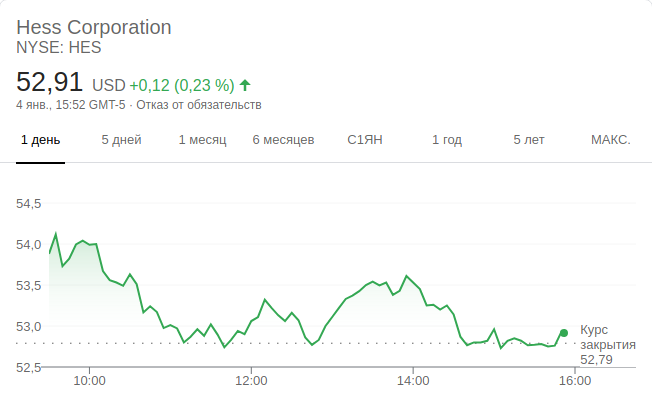 Hess Corporation
NYSE: HES
52,91 USD +0,12 (0,23 %)
4 янв., 15:52 GMT-5 · Отказ от обязательств
1 день 5 дней 1 месяц 6 месяцев С1ЯН 1 год 5 лет МАКС.
54,5
54,0
53,5
53,0
Курс
закрытия
52,79
52,5
10:00 12:00 14:00 16:00